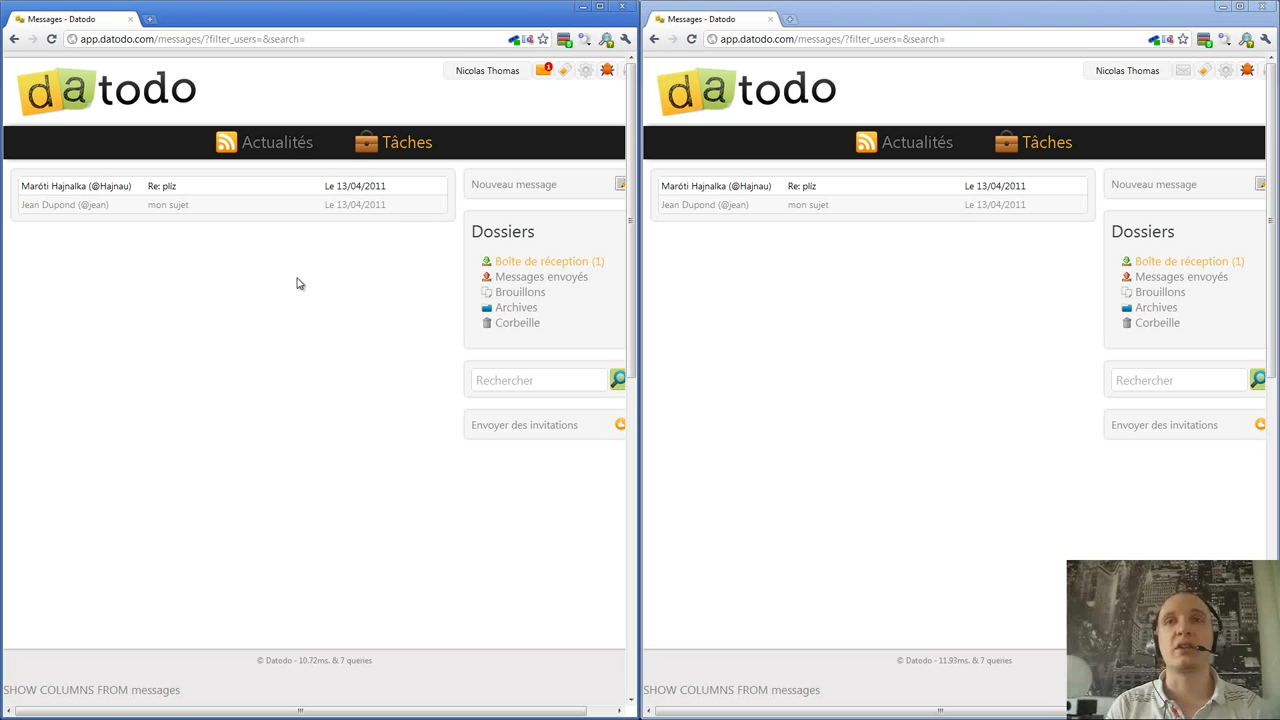 Messages - Datodo
app.datodo.com/messages/?filter_users=&search=
Nicolas Thomas
1
datodo
Actualités
Tâches
Maróti Hajnalka (@Hajnau) Re: plíz Le 13/04/2011
Jean Dupond (@jean) mon sujet Le 13/04/2011
Nouveau message
Dossiers
Boîte de réception (1)
Messages envoyés
Brouillons
Archives
Corbeille
Rechercher
Envoyer des invitations
© Datodo - 10.72ms. & 7 queries
SHOW COLUMNS FROM messages
Messages - Datodo
app.datodo.com/messages/?filter_users=&search=
Nicolas Thomas
datodo
Actualités
Tâches
Maróti Hajnalka (@Hajnau) Re: plíz Le 13/04/2011
Jean Dupond (@jean) mon sujet Le 13/04/2011
Nouveau message
Dossiers
Boîte de réception (1)
Messages envoyés
Brouillons
Archives
Corbeille
Rechercher
Envoyer des invitations
© Datodo - 11.93ms. & 7 queries
SHOW COLUMNS FROM messages